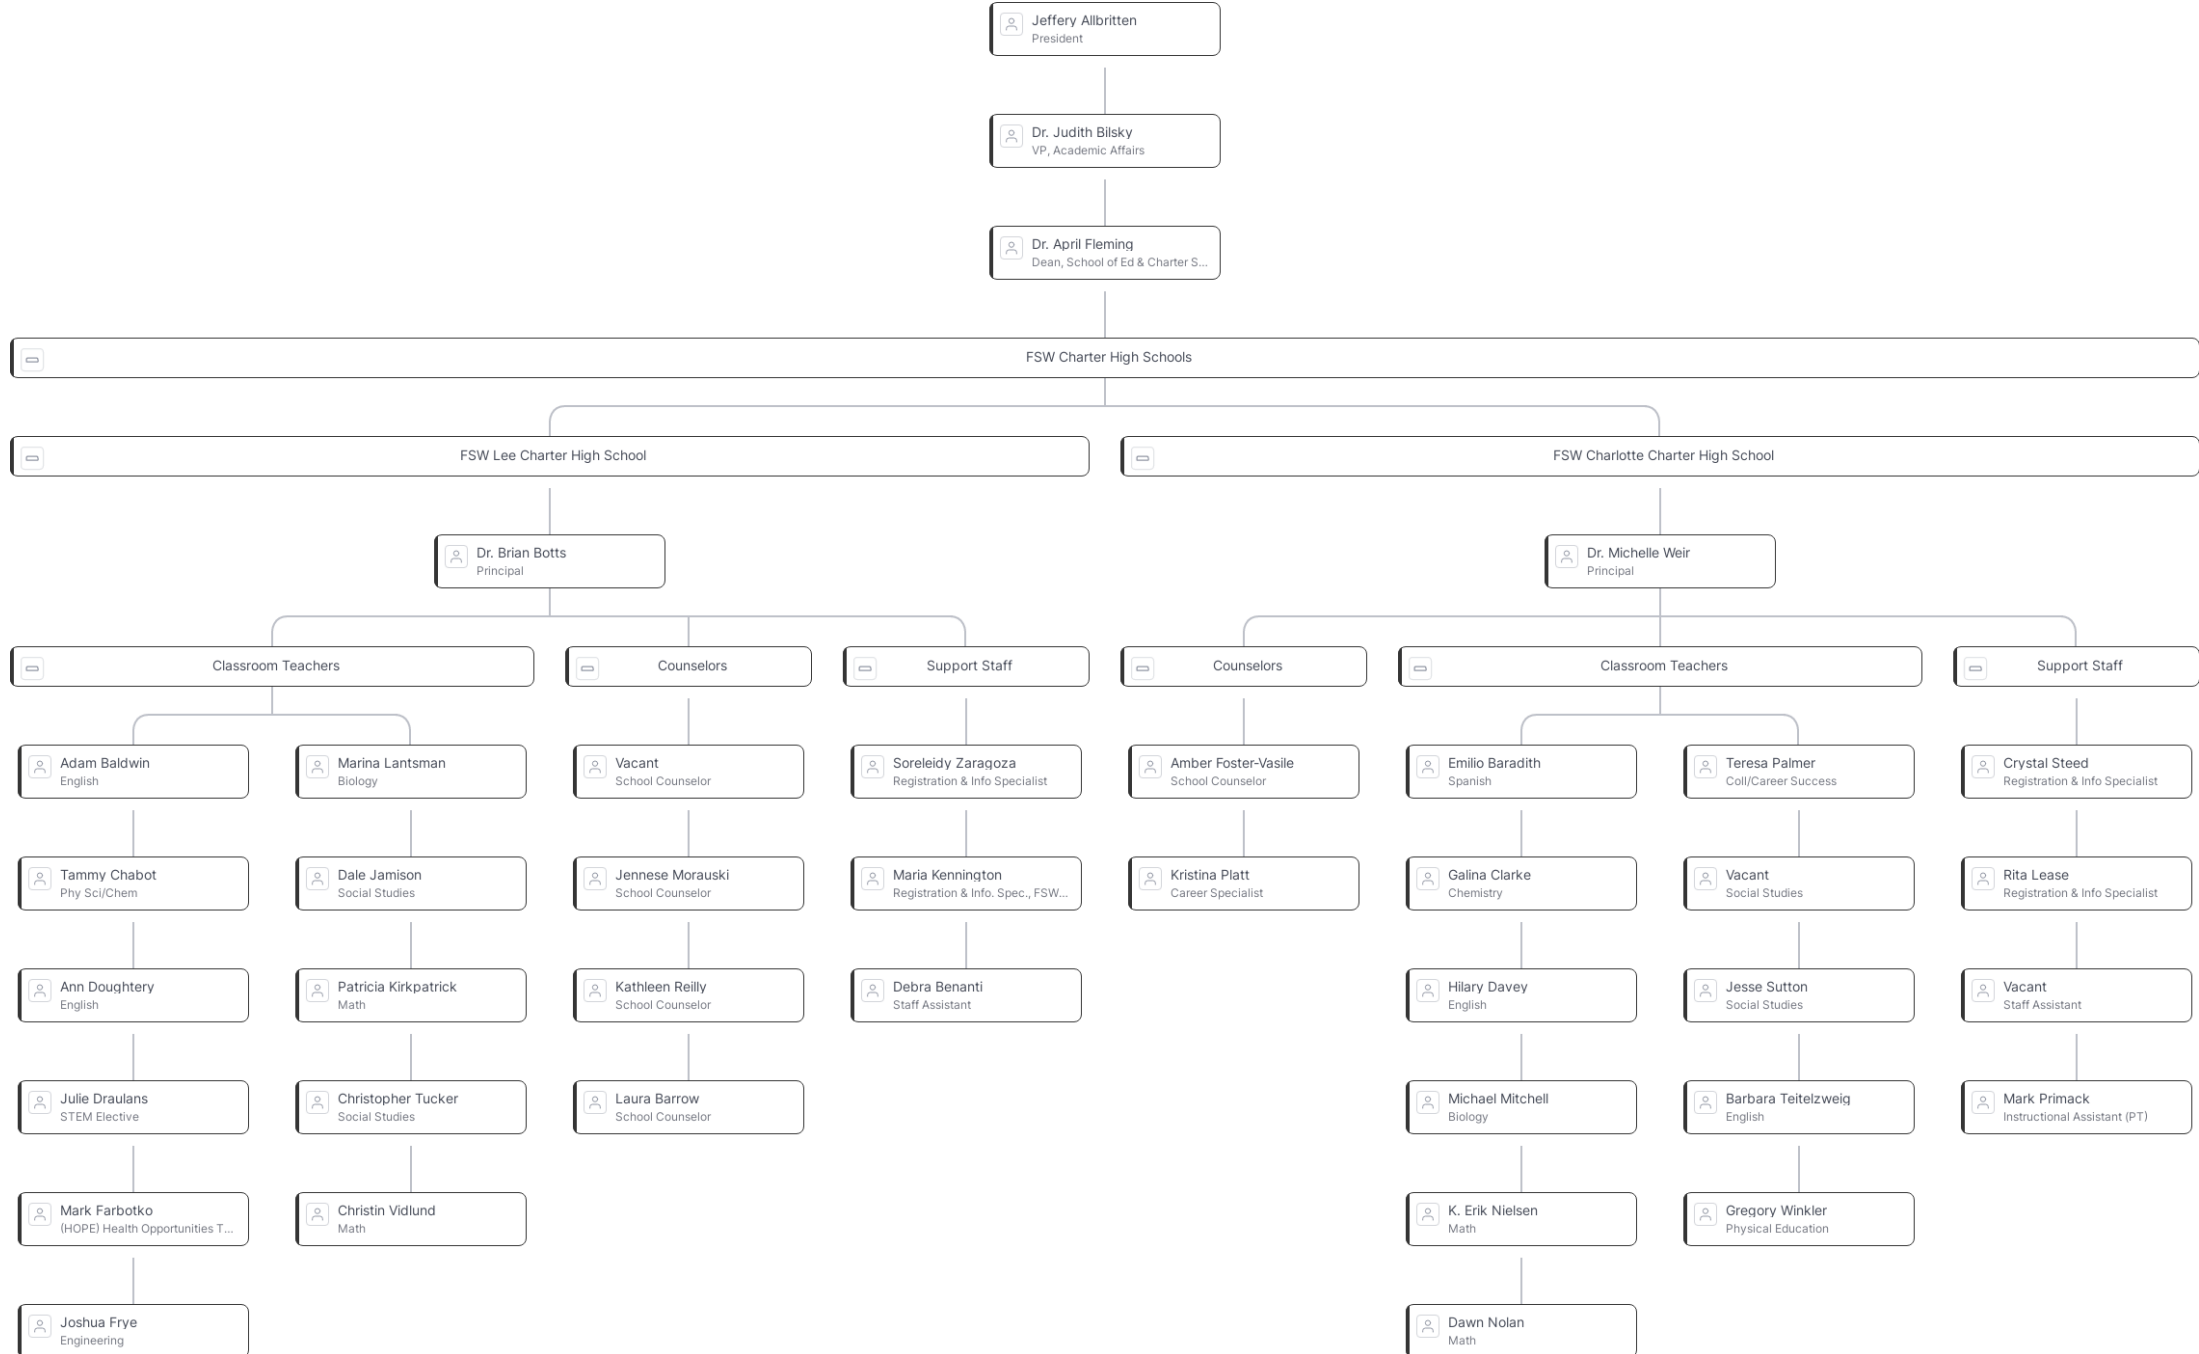 Jeffery Allbritten
President
Dr. Judith Bilsky
VP, Academic Affairs
Dr. April Fleming
Dean, School of Ed & Charter S...
FSW Charter High Schools
FSW Lee Charter High School
FSW Charlotte Charter High School
Dr. Brian Botts
Principal
Dr. Michelle Weir
Principal
Classroom Teachers
Counselors
Support Staff
Counselors
Classroom Teachers
Support Staff
Adam Baldwin
English
Marina Lantsman
Biology
Vacant
School Counselor
Soreleidy Zaragoza
Registration & Info Specialist
Amber Foster-Vasile
School Counselor
Emilio Baradith
Spanish
Teresa Palmer
Coll/Career Success
Crystal Steed
Registration & Info Specialist
Tammy Chabot
Phy Sci/Chem
Dale Jamison
Social Studies
Jennese Morauski
School Counselor
Maria Kennington
Registration & Info. Spec., FSW...
Kristina Platt
Career Specialist
Galina Clarke
Chemistry
Vacant
Social Studies
Rita Lease
Registration & Info Specialist
Ann Doughtery
English
Patricia Kirkpatrick
Math
Kathleen Reilly
School Counselor
Debra Benanti
Staff Assistant
Hilary Davey
English
Jesse Sutton
Social Studies
Vacant
Staff Assistant
Julie Draulans
STEM Elective
Christopher Tucker
Social Studies
Laura Barrow
School Counselor
Michael Mitchell
Biology
Barbara Teitelzweig
English
Mark Primack
Instructional Assistant (PT)
Mark Farbotko
(HOPE) Health Opportunities T...
Christin Vidlund
Math
K. Erik Nielsen
Math
Gregory Winkler
Physical Education
Joshua Frye
Engineering
Dawn Nolan
Math